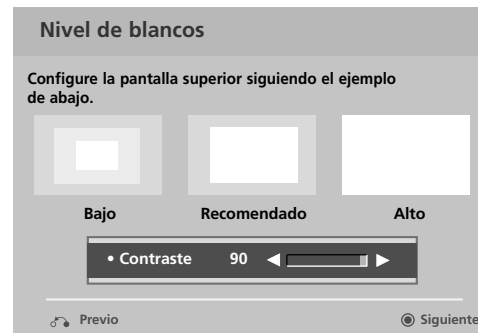 Nivel de blancos
Configure la pantalla superior siguiendo el ejemplo
de abajo.
Bajo Recomendado Alto
• Contraste 90
Previo Siguiente